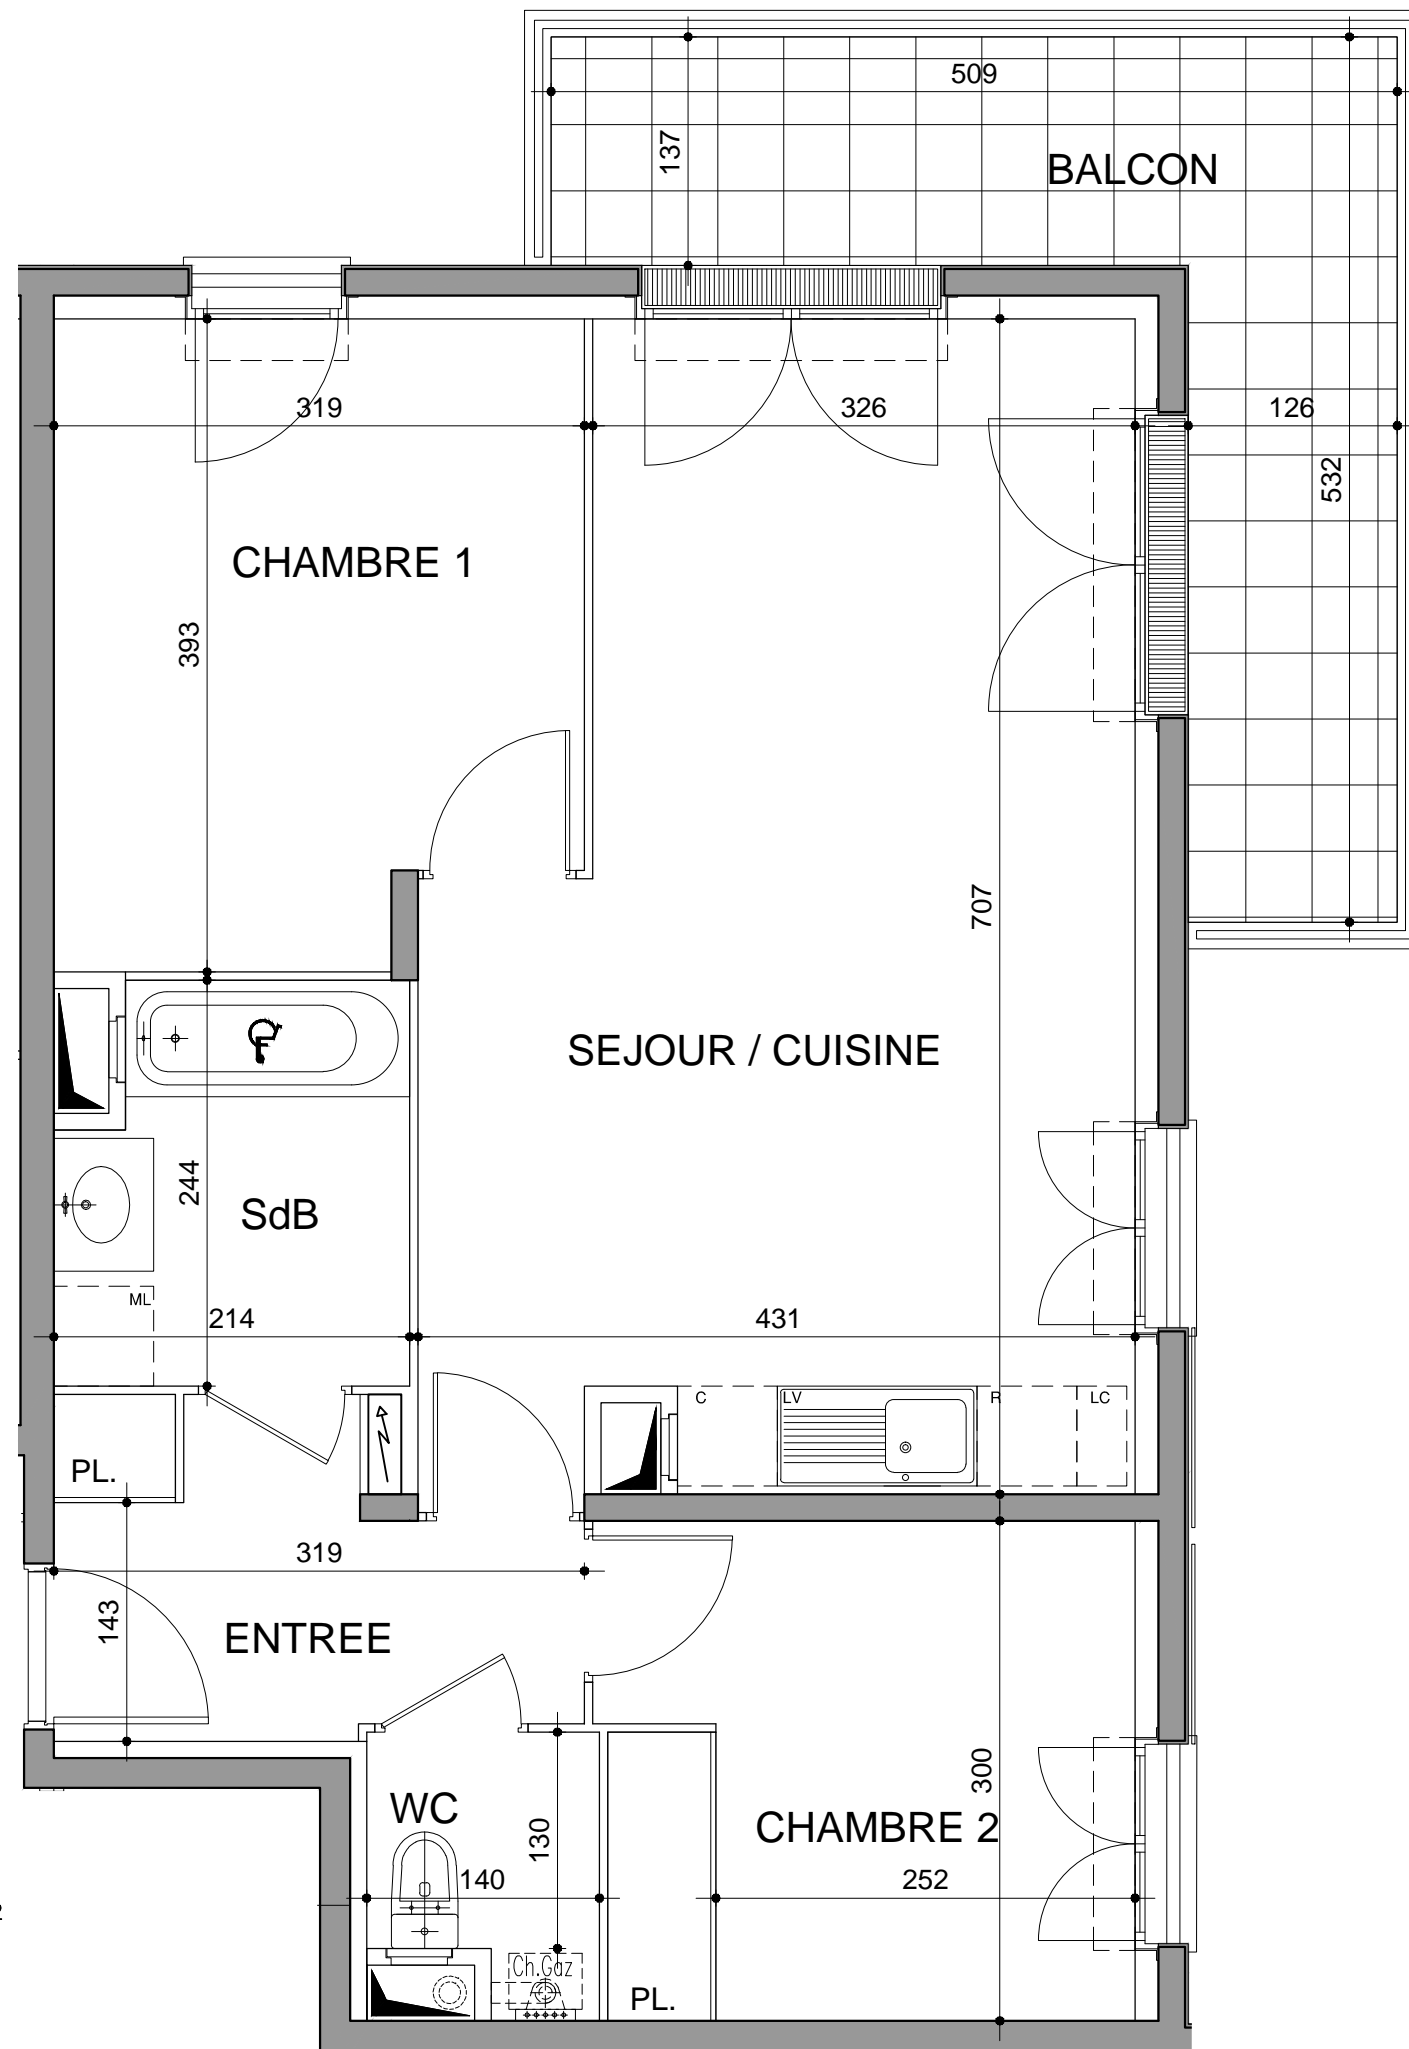 509
137
BALCON
319
326
126
532
CHAMBRE 1
393
707
SEJOUR / CUISINE
244
SdB
ML
214
431
C
LV
R
LC
PL.
319
143
ENTREE
300
WC
130
CHAMBRE 2
140
252
Ch.Gaz
PL.